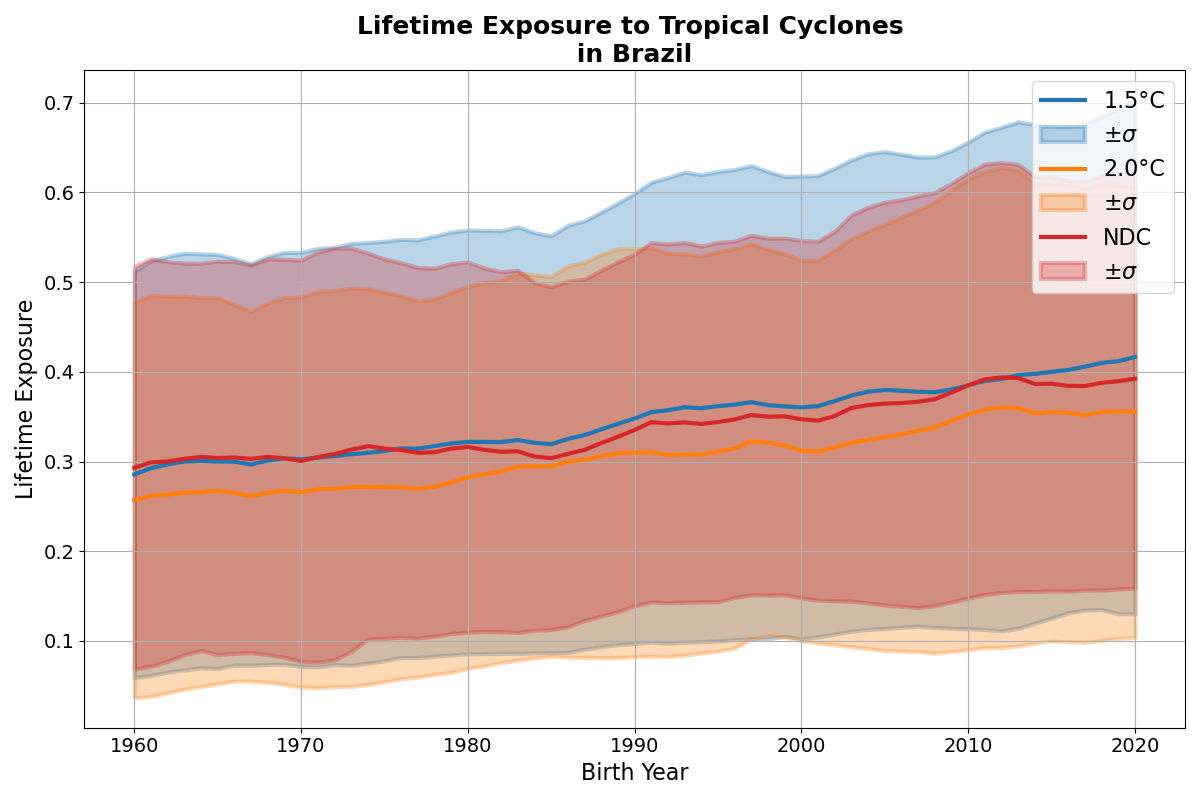 Lifetime Exposure to Tropical Cyclones
in Brazil
Lifetime Exposure
0.7
0.6
0.5
0.4
0.3
0.2
0.1
1960
1970
1980
1990
2000
2010
2020
Birth Year
1.5°C
±σ
2.0°C
±σ
NDC
±σ